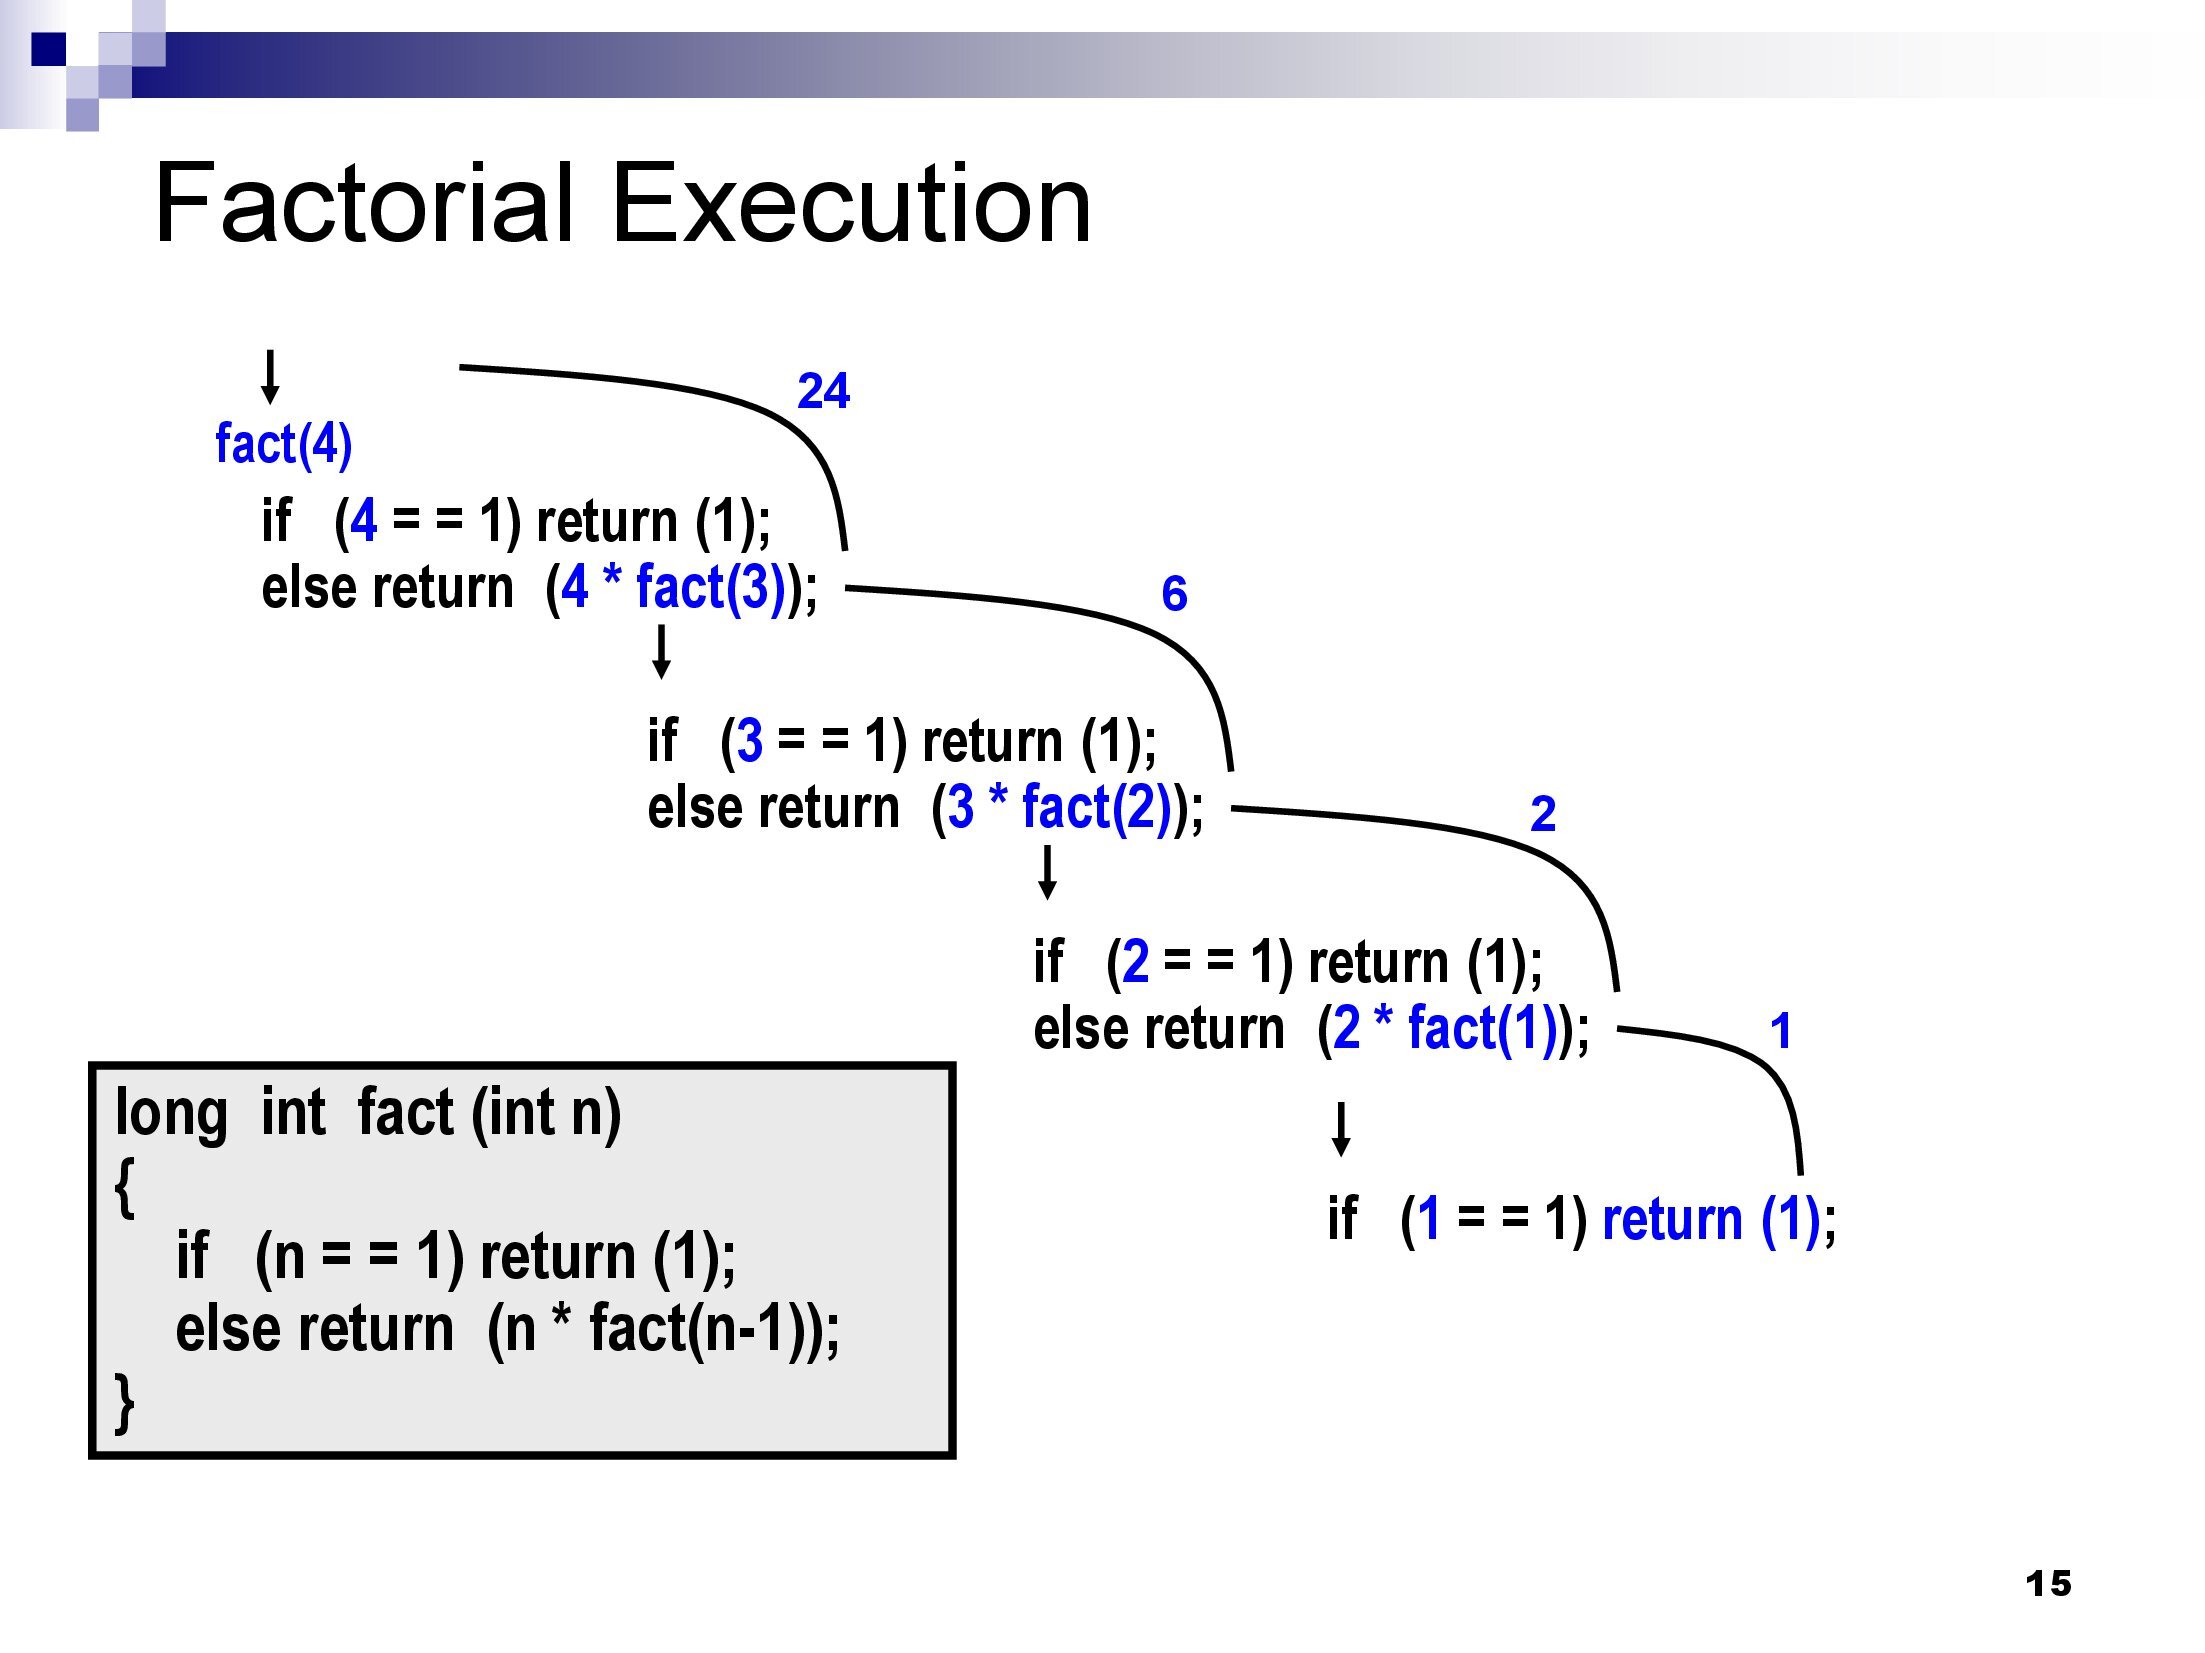 Factorial Execution
24
fact(4)
if (4 = = 1) return (1);
else return (4 * fact(3));
6
if (3 = = 1) return (1);
else return (3 * fact(2));
2
if (2 = = 1) return (1);
else return (2 * fact(1));
1
if (1 = = 1) return (1);
long int fact (int n)
{
if (n = = 1) return (1);
else return (n * fact(n-1));
}
15